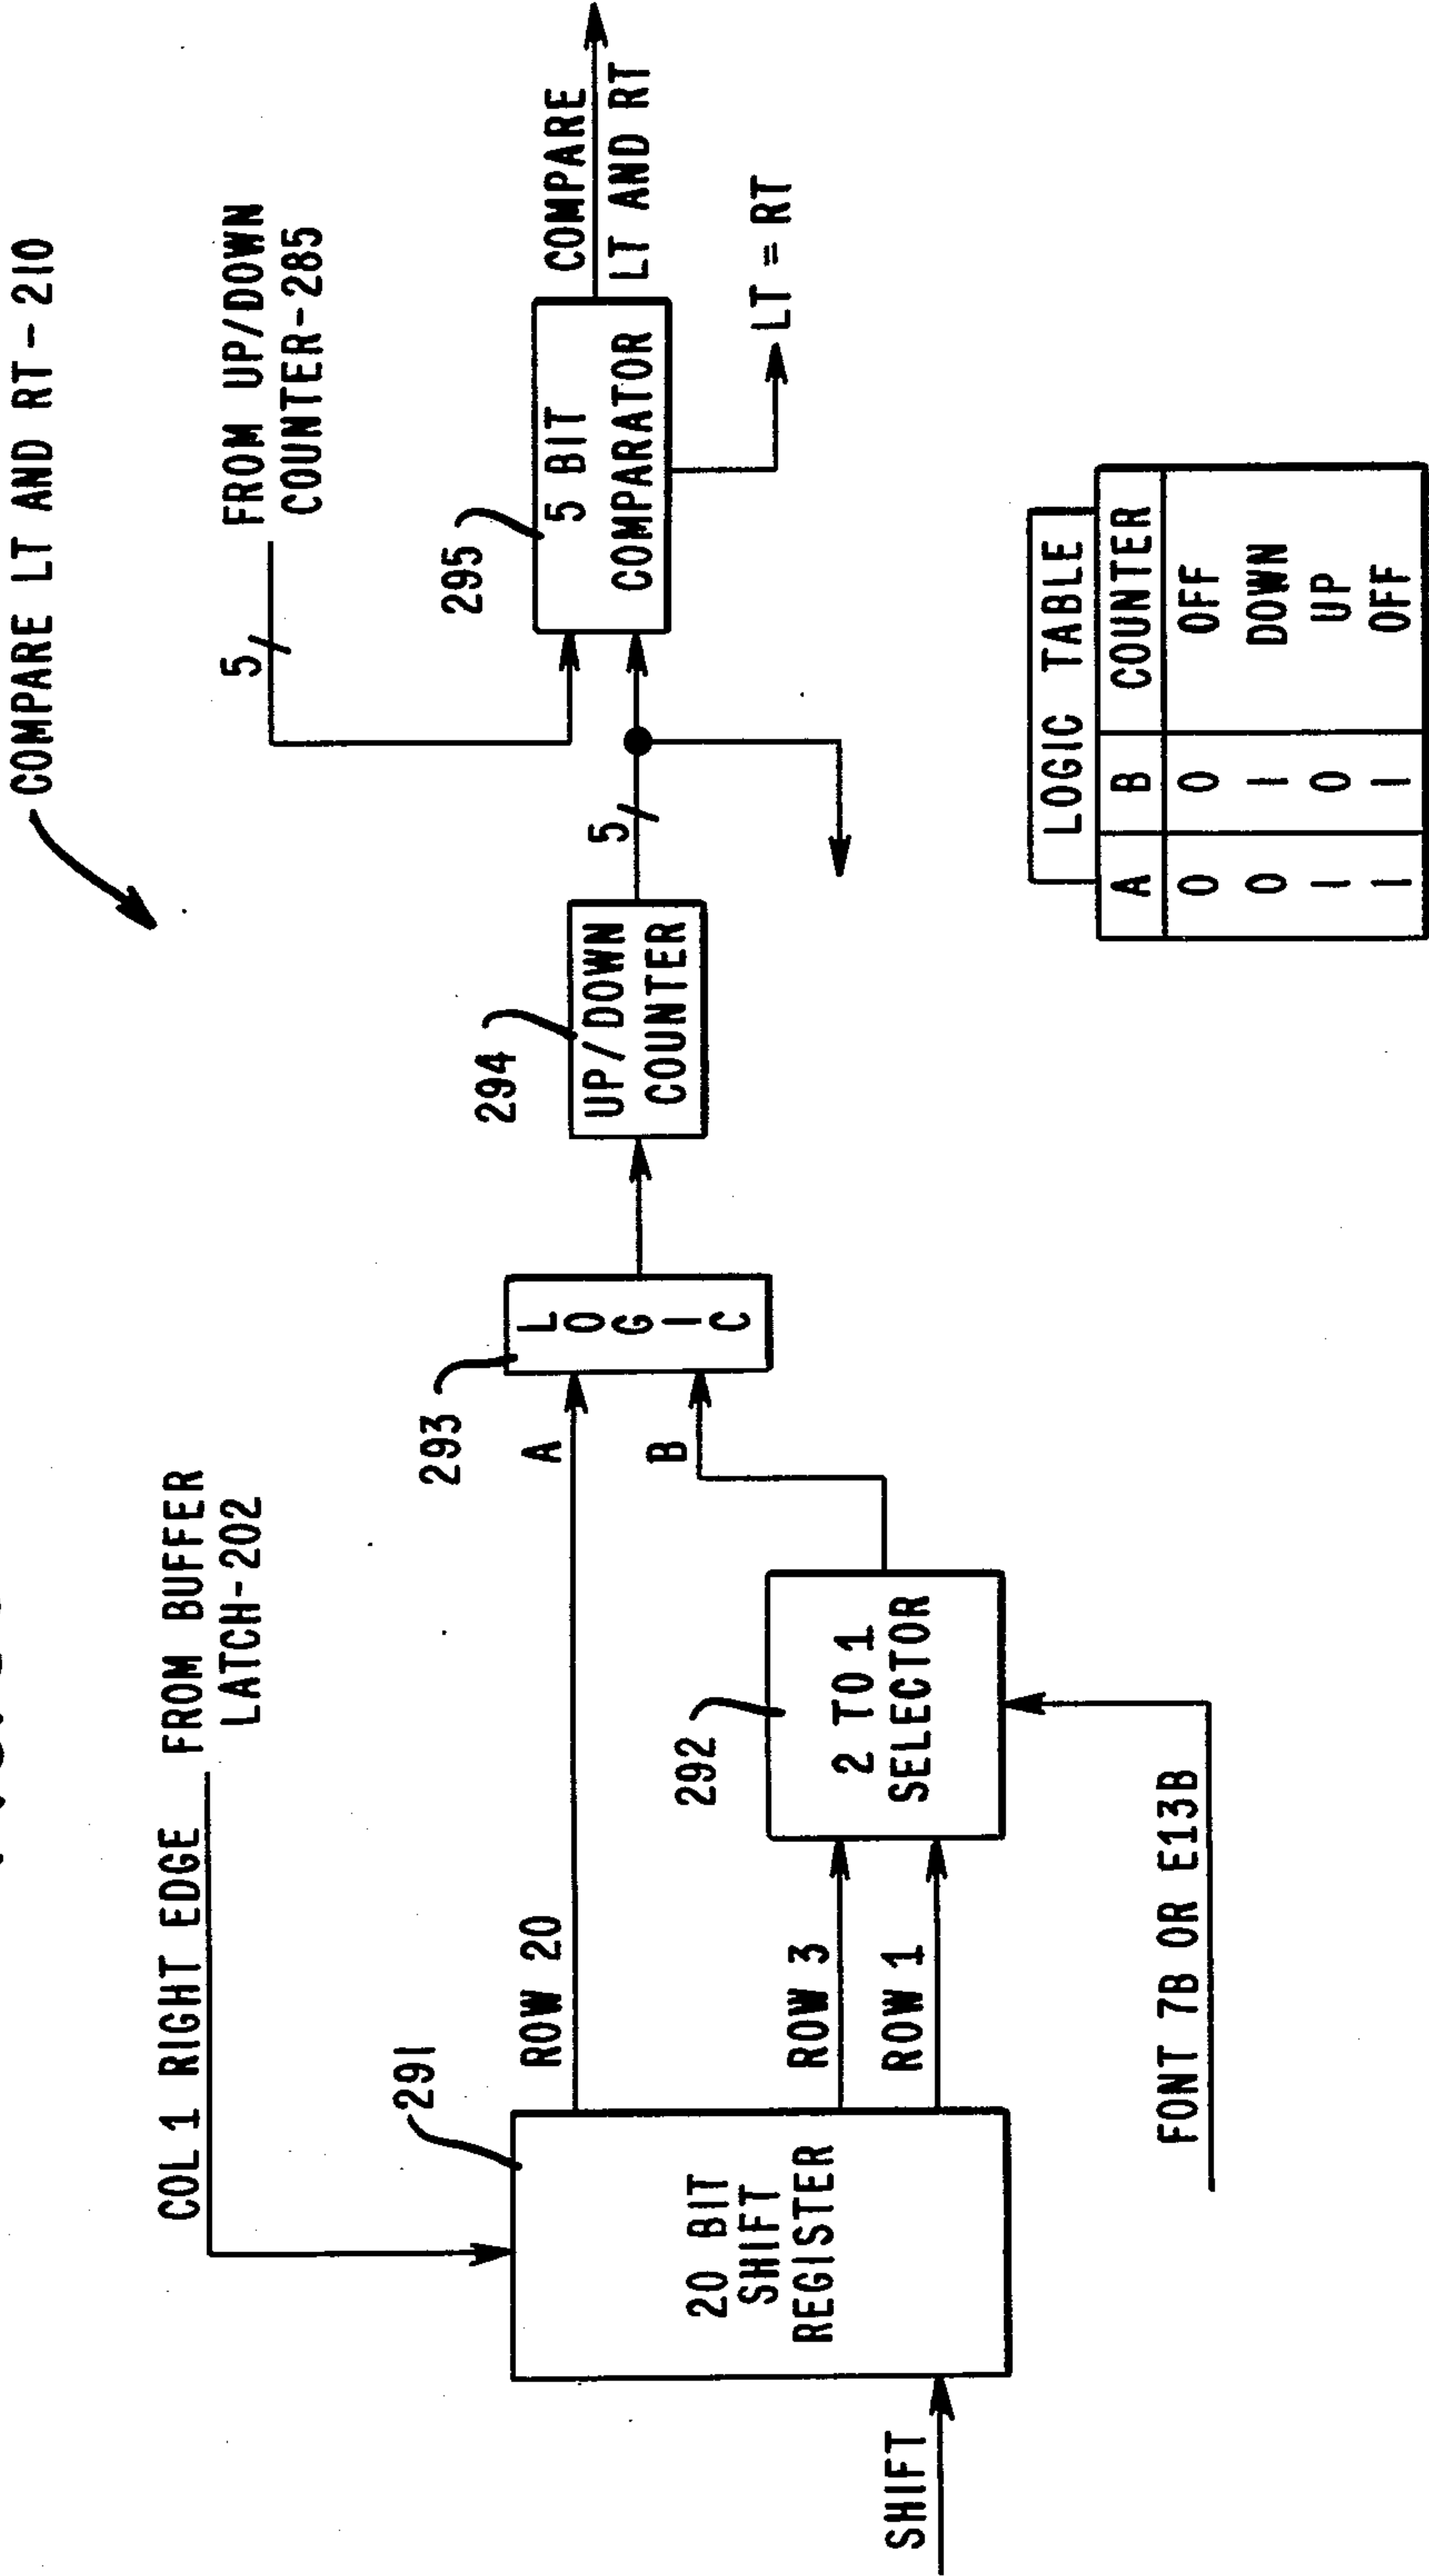 COMPARE LT AND RT-210
COL 1 RIGHT EDGE
FROM BUFFER
LATCH-202
FROM UP/DOWN
COUNTER-285
291
20 BIT
SHIFT
REGISTER
SHIFT
ROW 20
ROW 3
ROW 1
292
2 TO 1
SELECTOR
FONT 7B OR E13B
A
B
293
LOGIC
294
UP/DOWN
COUNTER
5
5
295
5 BIT
COMPARATOR
COMPARE
LT AND RT
LT = RT
LOGIC TABLE
A B COUNTER
0 0 OFF
0 1 DOWN
1 0 UP
1 1 OFF